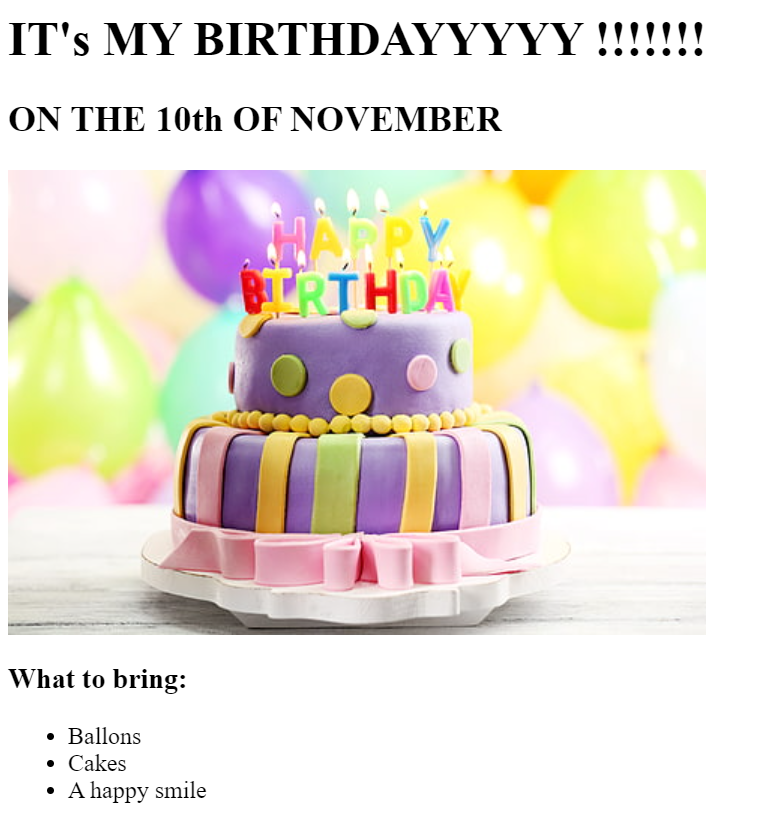 IT's MY BIRTHDAYYYYY !!!!!!!
ON THE 10th OF NOVEMBER
HAPPY
BIRTHDAY
What to bring:
Ballons
Cakes
A happy smile